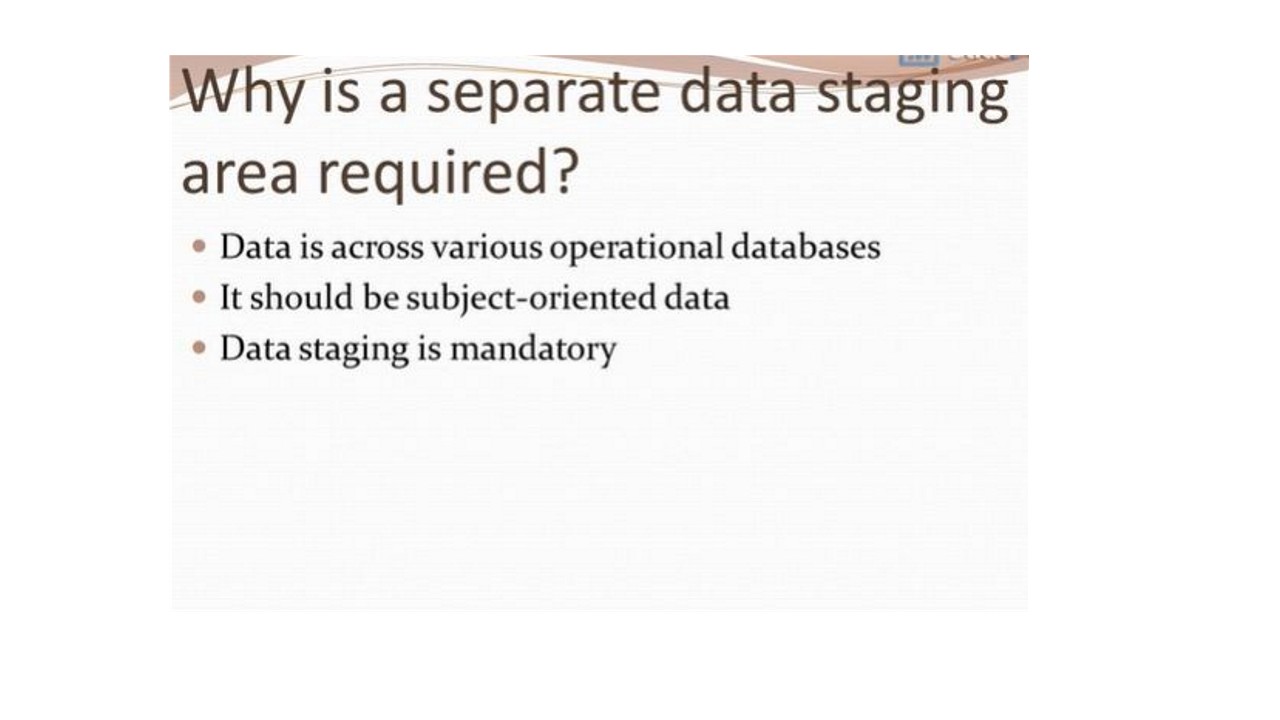 Why is a separate data staging
area required?
• Data is across various operational databases
• It should be subject-oriented data
• Data staging is mandatory